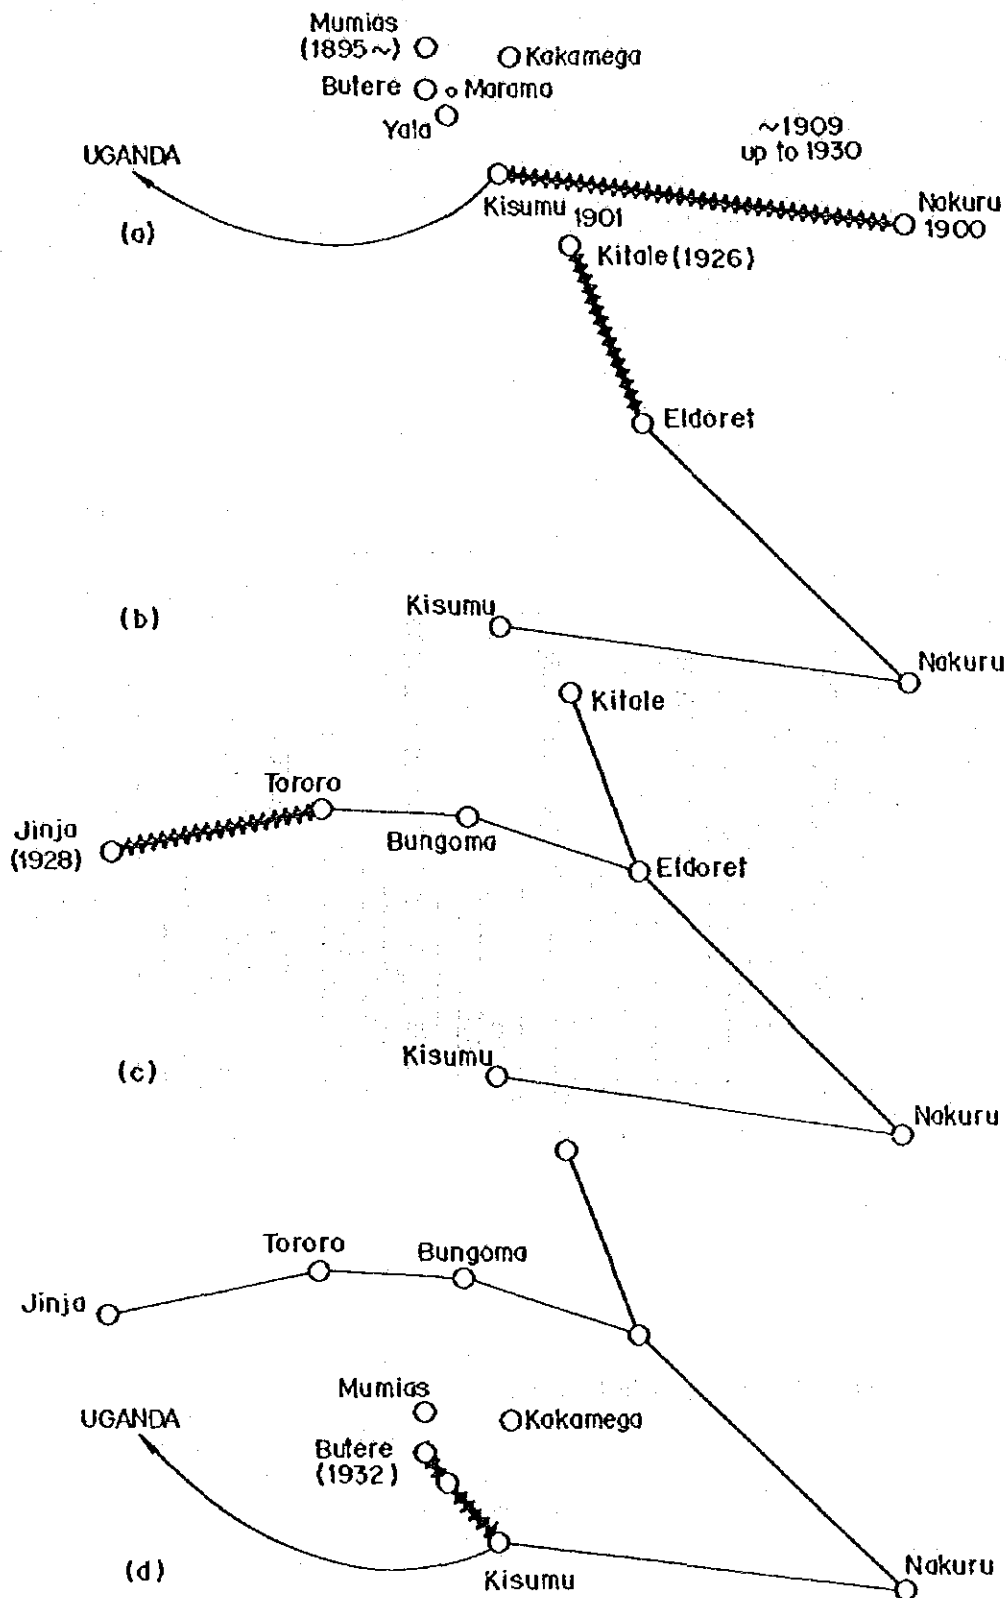 Mumias
(1895~)
Kakamega
Butere
Marama
Yala
~1909
up to 1930
UGANDA
Kisumu 1901
Nakuru
1900
(a)
Kitale (1926)
Eldoret
(b)
Kisumu
Nakuru
Kitale
Tororo
Jinja
(1928)
Bungoma
Eldoret
Kisumu
(c)
Nakuru
Tororo
Bungoma
Jinja
Mumias
UGANDA
Kakamega
Butere
(1932)
(d)
Kisumu
Nakuru